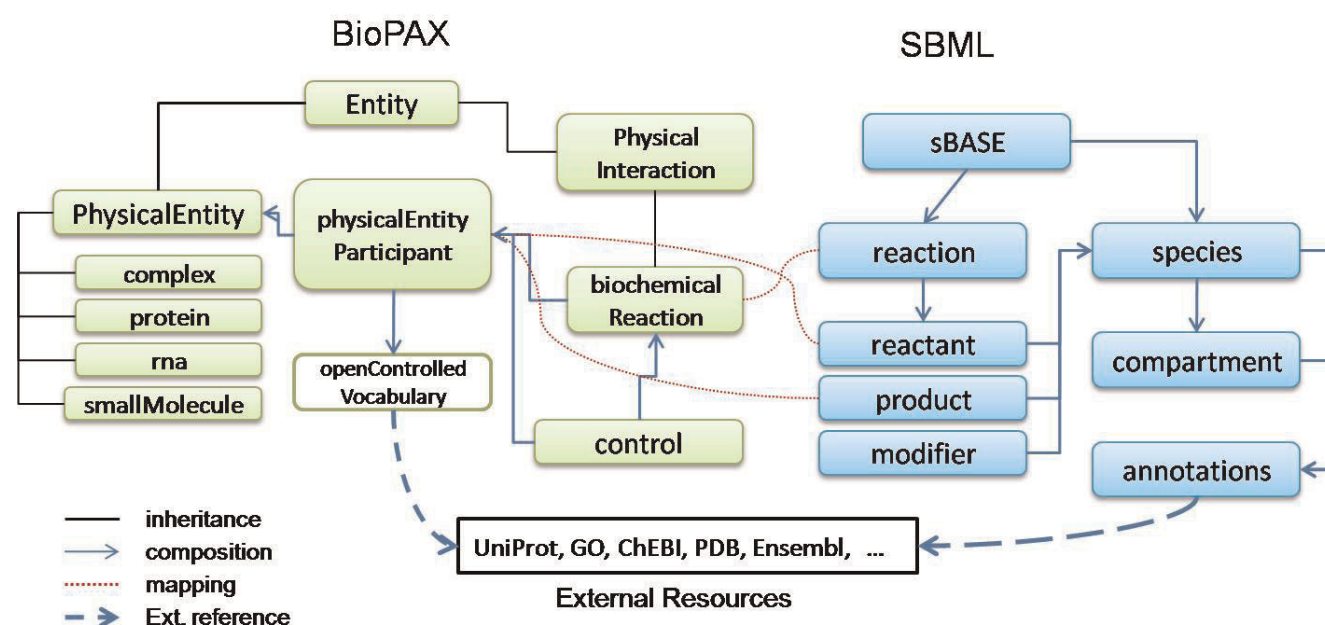 BioPAX
SBML
Entity
Physical
Interaction
sBASE
PhysicalEntity
physicalEntity
Participant
reaction
species
complex
biochemical
Reaction
protein
reactant
compartment
rna
openControlled
Vocabulary
smallMolecule
product
control
modifier
annotations
inheritance
composition
mapping
Ext. reference
UniProt, GO, ChEBI, PDB, Ensembl, ...
External Resources